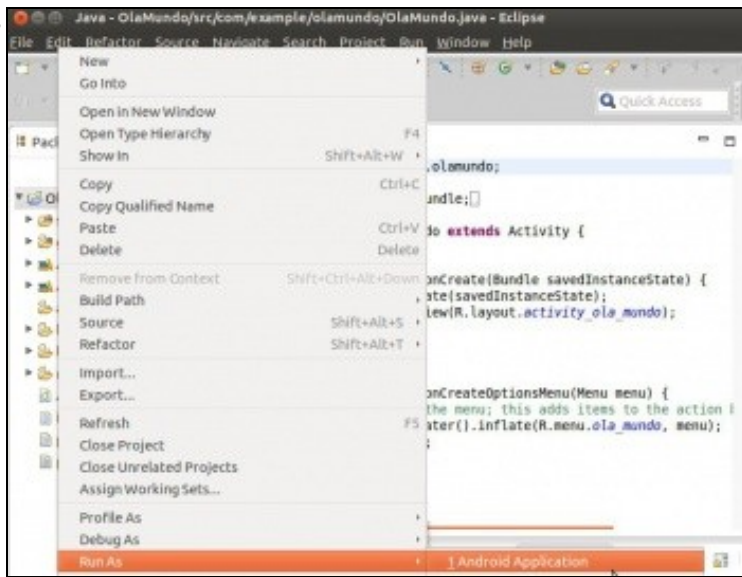 Java - OlaMundo/src/com/example/olamundo/OlaMundo.java - Eclipse
File Edit Refactor Source Navigate Search Project Run Window Help
Quick Access
Pacl
New
Go Into
Open in New Window
Open Type Hierarchy F4
Show In Shift+Alt+W
Copy Ctrl+C
Copy Qualified Name
Paste Ctrl+V
Delete Delete
Remove from Context Shift+Ctrl+Alt+Down
Build Path
Source Shift+Alt+S
Refactor Shift+Alt+T
Import...
Export...
Refresh F5
Close Project
Close Unrelated Projects
Assign Working Sets...
Profile As
Debug As
Run As
1 Android Application
.olamundo;
undle;
do extends Activity {
onCreate(Bundle savedInstanceState) {
ate(savedInstanceState);
iew(R.layout.activity_ola_mundo);
onCreateOptionsMenu(Menu menu) {
the menu; this adds items to the action
ater().inflate(R.menu.ola_mundo, menu);
;